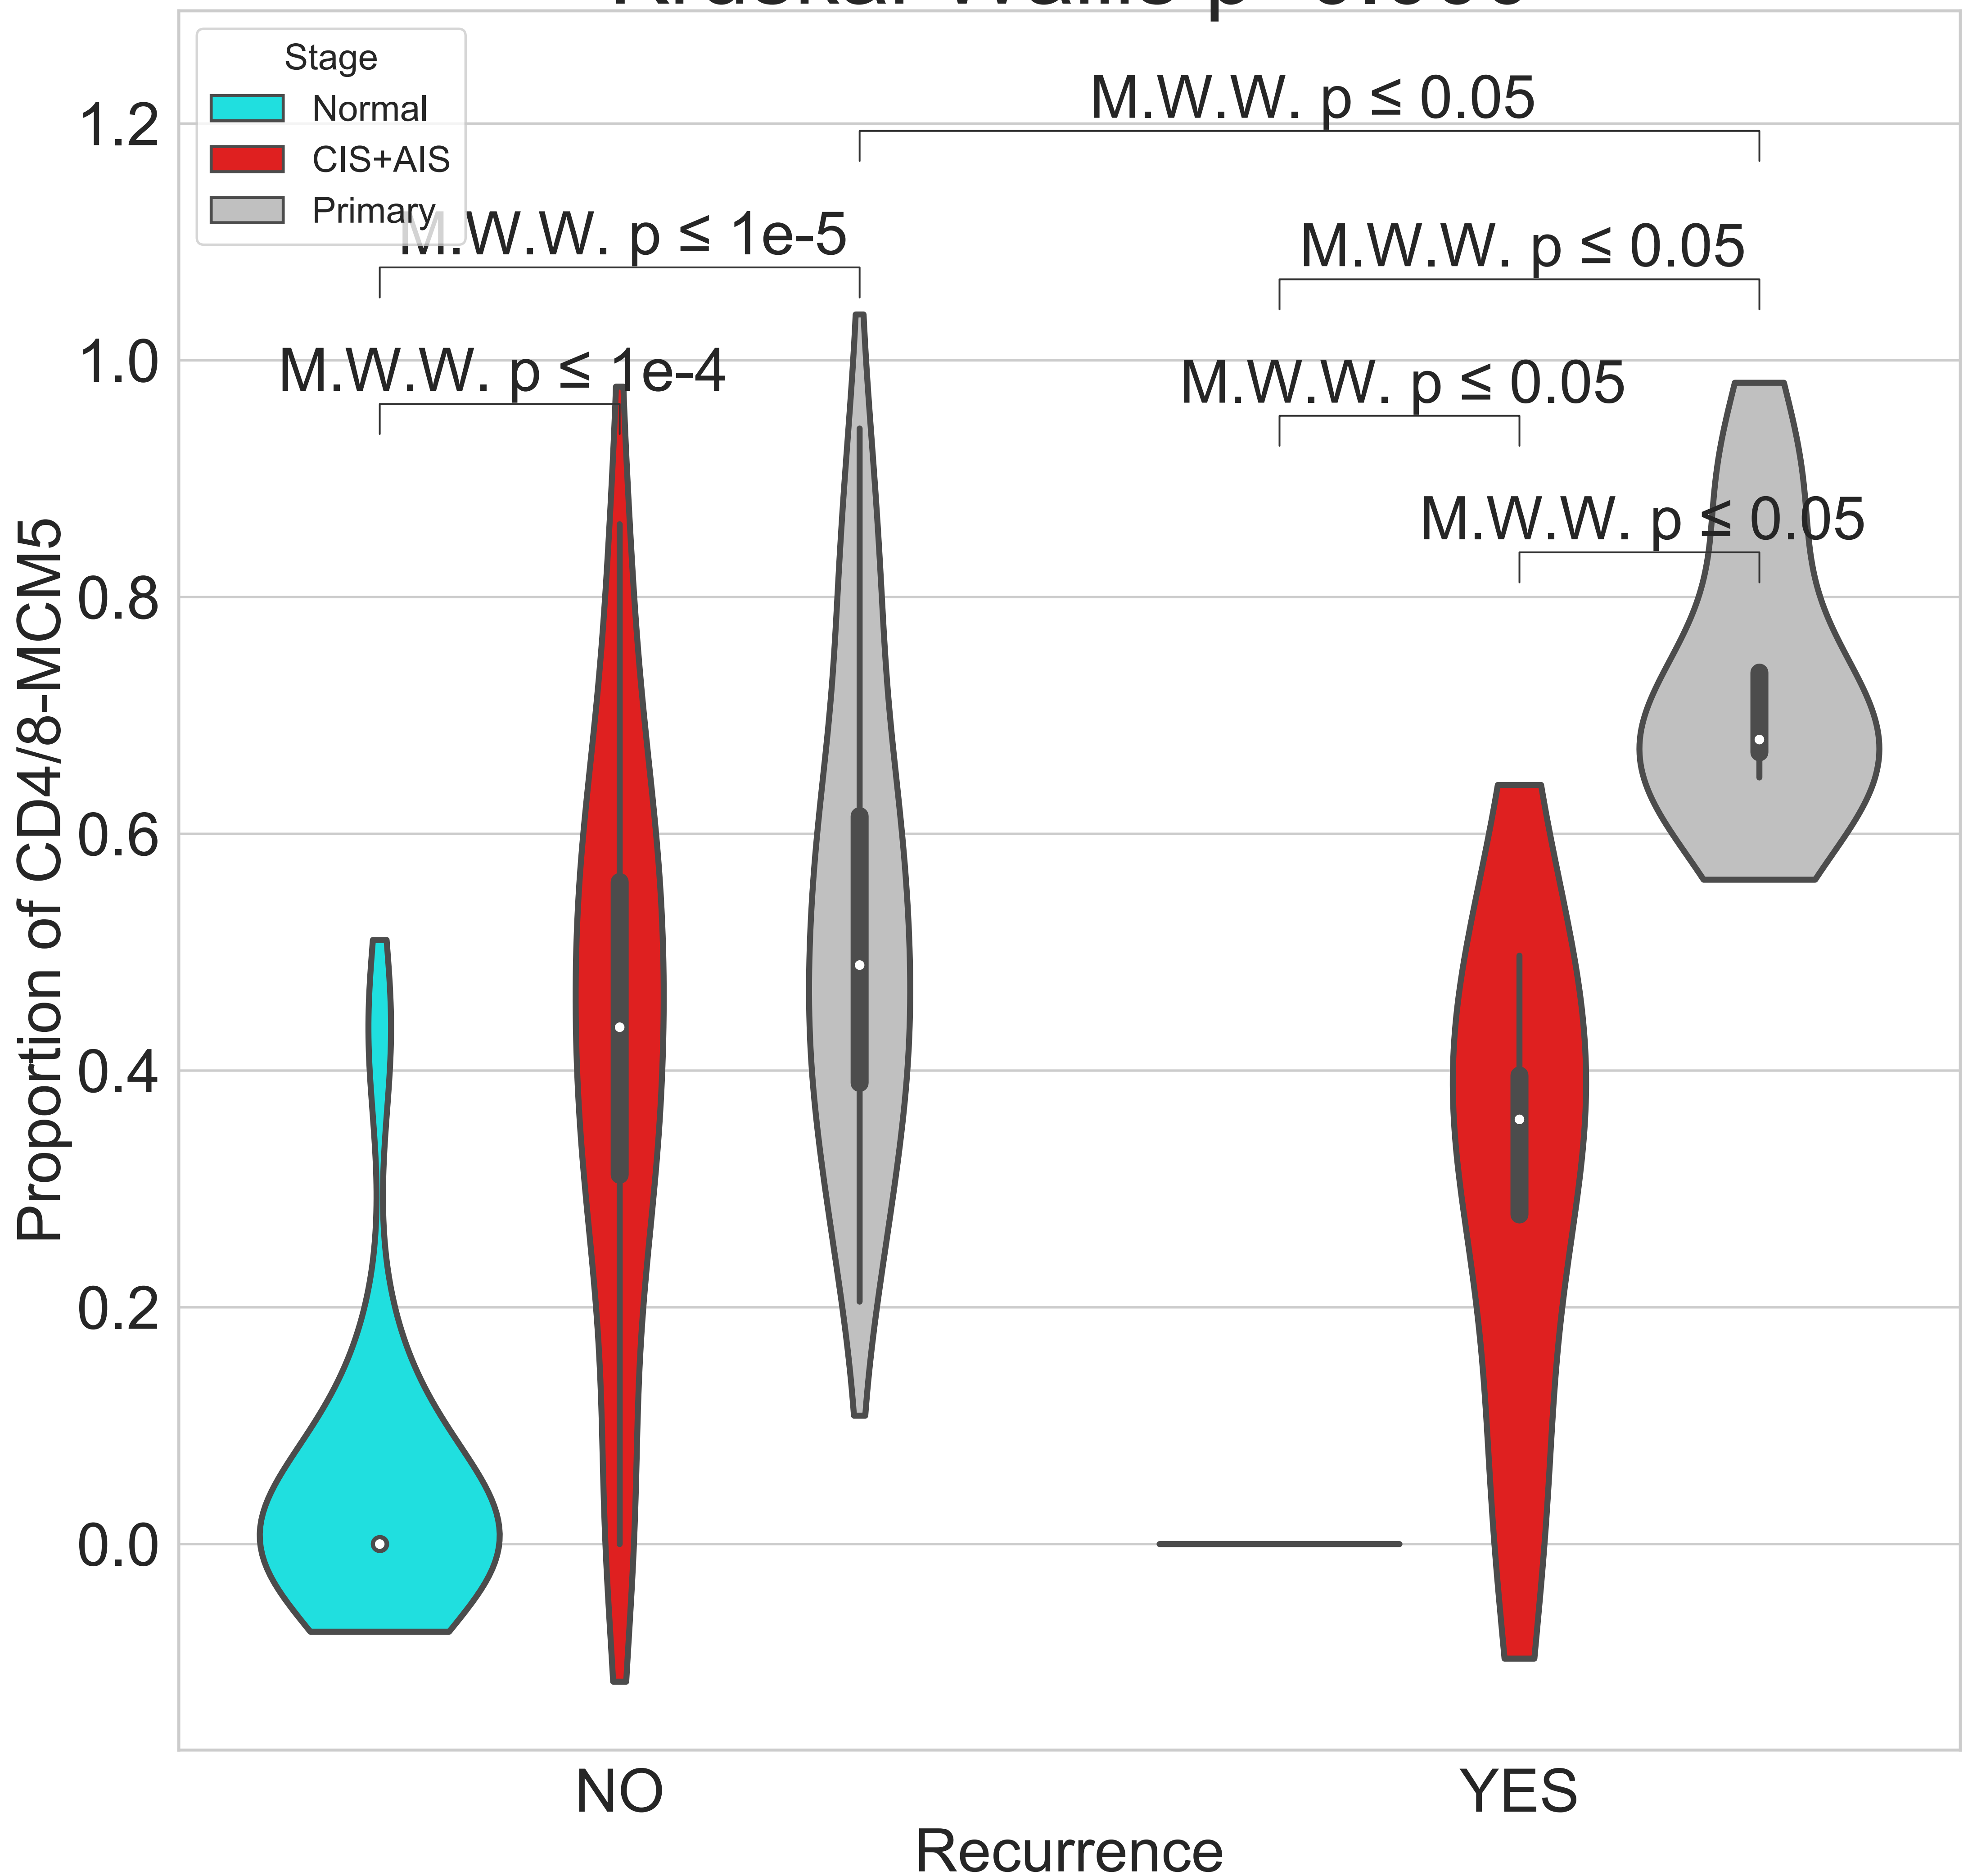 Stage
Normal
CIS+AIS
Primary
M.W.W. p ≤ 0.05
M.W.W. p ≤ 1e-5
M.W.W. p ≤ 0.05
M.W.W. p ≤ 1e-4
M.W.W. p ≤ 0.05
M.W.W. p ≤ 0.05
1.2
1.0
0.8
0.6
0.4
0.2
0.0
Proportion of CD4/8-MCM5
NO
YES
Recurrence